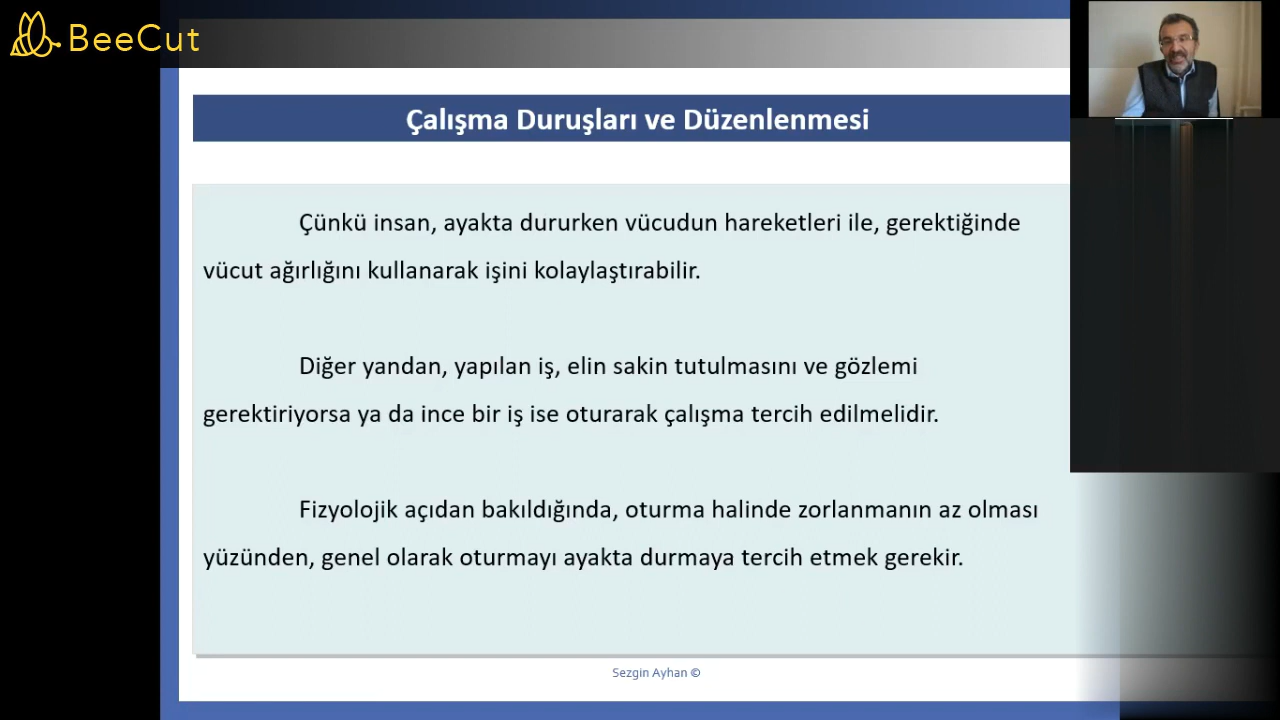 BeeCut
Çalışma Duruşları ve Düzenlenmesi
Çünkü insan, ayakta dururken vücudun hareketleri ile, gerektiğinde
vücut ağırlığını kullanarak işini kolaylaştırabilir.
Diğer yandan, yapılan iş, elin sakin tutulmasını ve gözlemi
gerektiriyorsa ya da ince bir iş ise oturarak çalışma tercih edilmelidir.
Fizyolojik açıdan bakıldığında, oturma halinde zorlanmanın az olması
yüzünden, genel olarak oturmayı ayakta durmaya tercih etmek gerekir.
Sezgin Ayhan ©